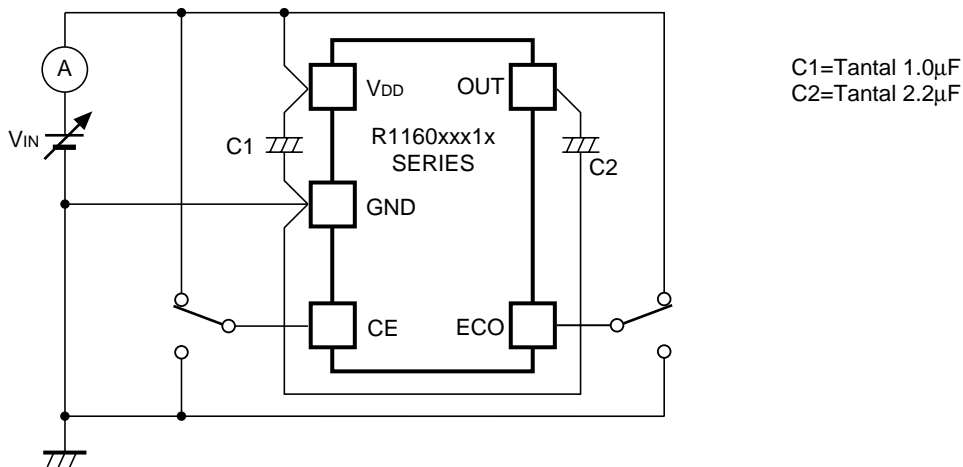 A
VIN
C1
VDD
OUT
R1160xxx1x
SERIES
C2
GND
CE
ECO
C1=Tantal 1.0μF
C2=Tantal 2.2μF